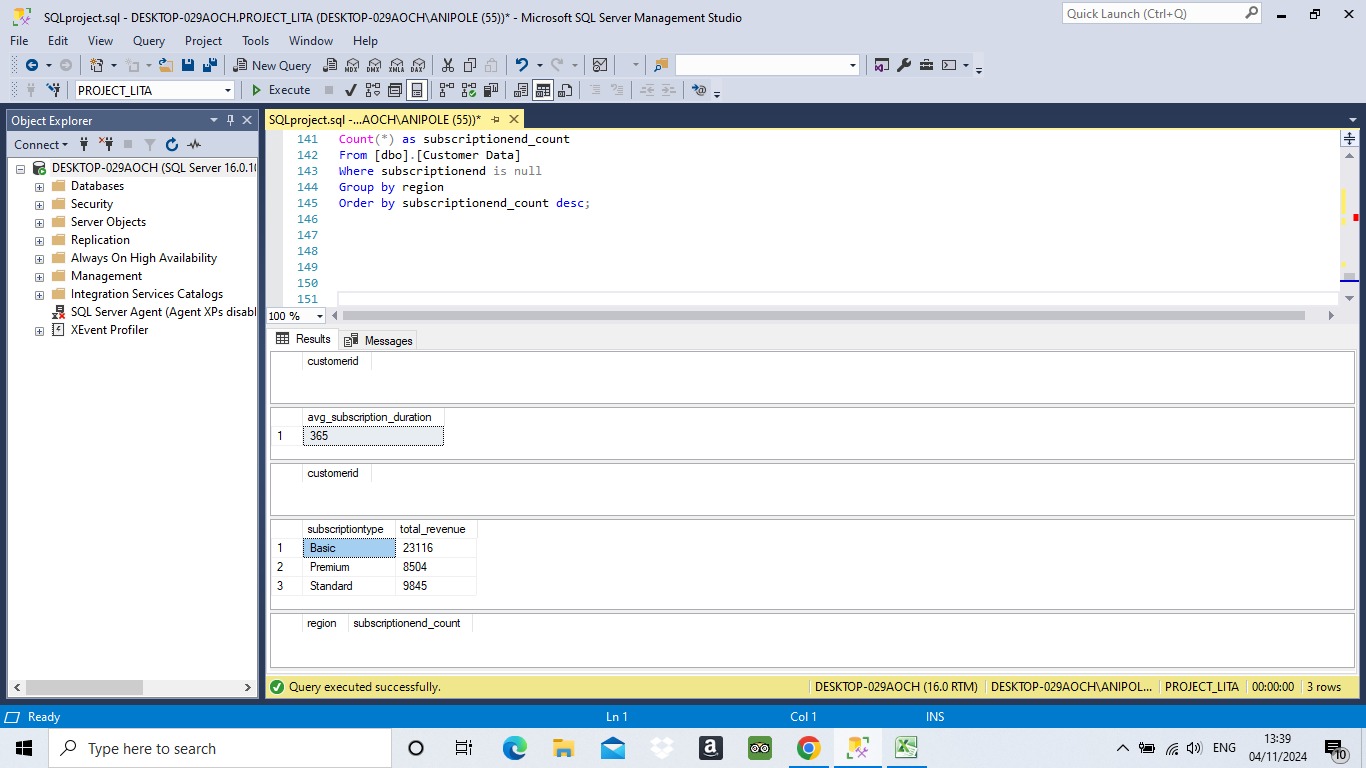 SQLproject.sql - DESKTOP-029AOCH.PROJECT_LITA (DESKTOP-029AOCH\ANIPOLE (55))* - Microsoft SQL Server Management Studio
Quick Launch (Ctrl+Q)
File Edit View Query Project Tools Window Help
New Query MDX DMX XMLA DAX
PROJECT_LITA Execute
Object Explorer
SQLproject.sql -...AOCH\ANIPOLE (55))*
Connect
DESKTOP-029AOCH (SQL Server 16.0.10
Databases
Security
Server Objects
Replication
Always On High Availability
Management
Integration Services Catalogs
SQL Server Agent (Agent XPs disabl
XEvent Profiler
141 Count(*) as subscriptionend_count
142 From [dbo].[Customer Data]
143 Where subscriptionend is null
144 Group by region
145 Order by subscriptionend_count desc;
146
147
148
149
150
151
100 %
Results Messages
customerid
avg_subscription_duration
1 365
customerid
subscriptiontype total_revenue
1 Basic 23116
2 Premium 8504
3 Standard 9845
region subscriptionend_count
Query executed successfully. DESKTOP-029AOCH (16.0 RTM) DESKTOP-029AOCH\ANIPOL... PROJECT_LITA 00:00:00 3 rows
Ready Ln 1 Col 1 INS
Type here to search
ENG
13:39
04/11/2024
10